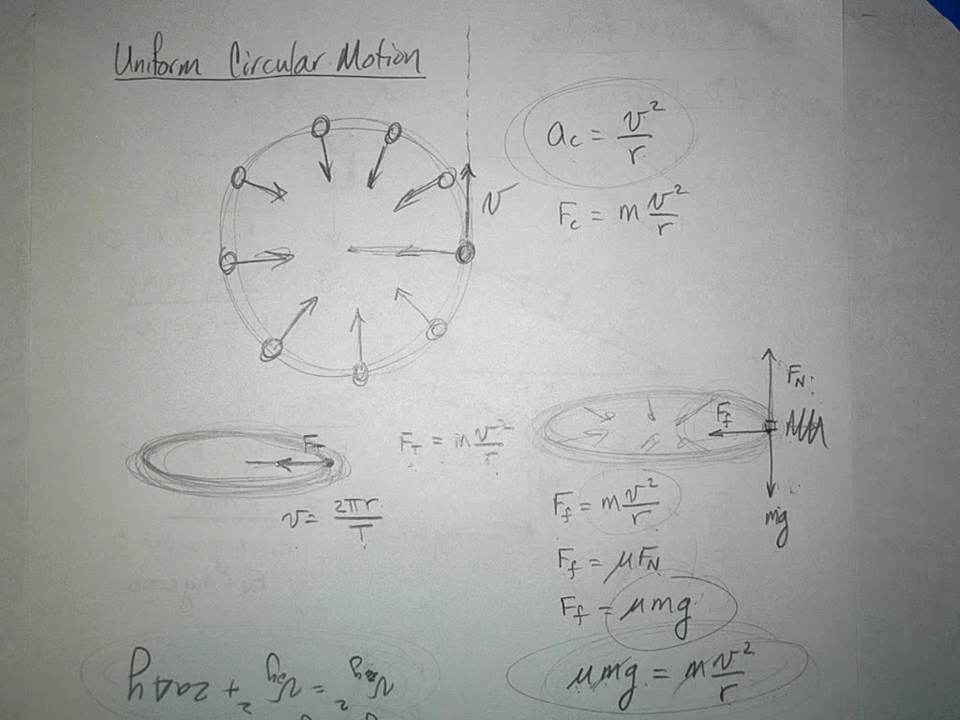 Uniform Circular Motion
a_c = v²/r
v
F_c = m v²/r
F_N
F_f
F_T
F_T = m v²/r
v = 2πr/T
F_f = m v²/r
mg
F_f = μF_N
F_f = μmg
μmg = m v²/r